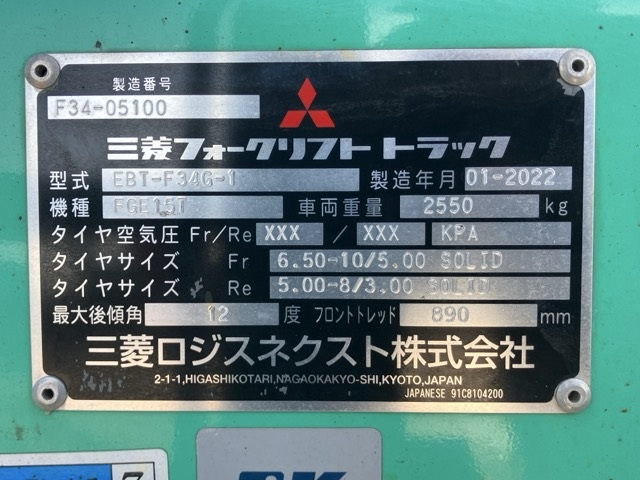 製造番号
F34-05100
三菱フォークリフト トラック
型式 EBT-F34G-1 製造年月 01-2022
機種 FGE15T 車両重量 2550 kg
タイヤ空気圧 Fr/Re XXX / XXX KPA
タイヤサイズ Fr 6.50-10/5.00 SOLID
タイヤサイズ Re 5.00-8/3.00 SOLID
最大後傾角 12 度 フロントトレッド 890 mm
三菱ロジスネクスト株式会社
2-1-1,HIGASHIKOTARI,NAGAOKAKYO-SHI,KYOTO,JAPAN
JAPANESE 91C8104200